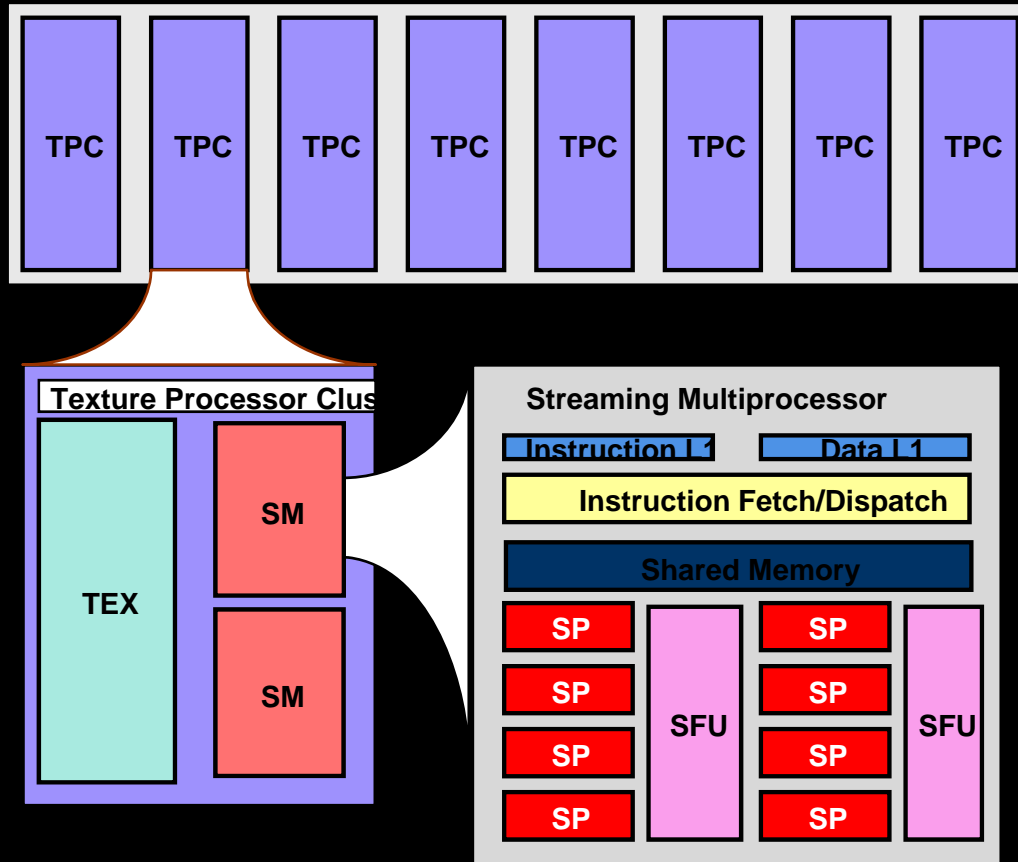 TPC TPC TPC TPC TPC TPC TPC TPC
Texture Processor Clus
TEX
SM
SM
Streaming Multiprocessor
Instruction L1 Data L1
Instruction Fetch/Dispatch
Shared Memory
SP SP
SP SP
SFU SFU
SP SP
SP SP